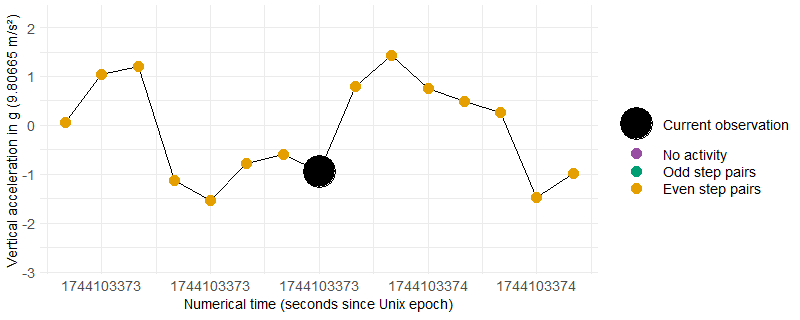 Vertical acceleration in g (9.80665 m/s²)
2
1
0
-1
-2
-3
1744103373 1744103373 1744103373 1744103374 1744103374
Numerical time (seconds since Unix epoch)
Current observation
No activity
Odd step pairs
Even step pairs